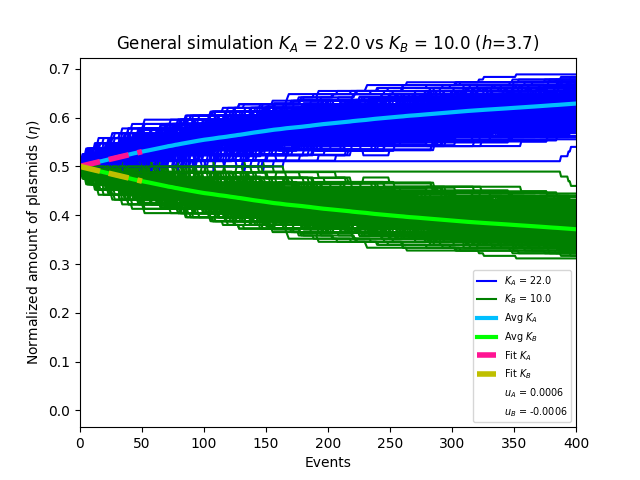 General simulation K_A = 22.0 vs K_B = 10.0 (h=3.7)
Normalized amount of plasmids (η)
0.7
0.6
0.5
0.4
0.3
0.2
0.1
0.0
K_A = 22.0
K_B = 10.0
Avg K_A
Avg K_B
Fit K_A
Fit K_B
u_A = 0.0006
u_B = -0.0006
0 50 100 150 200 250 300 350 400
Events